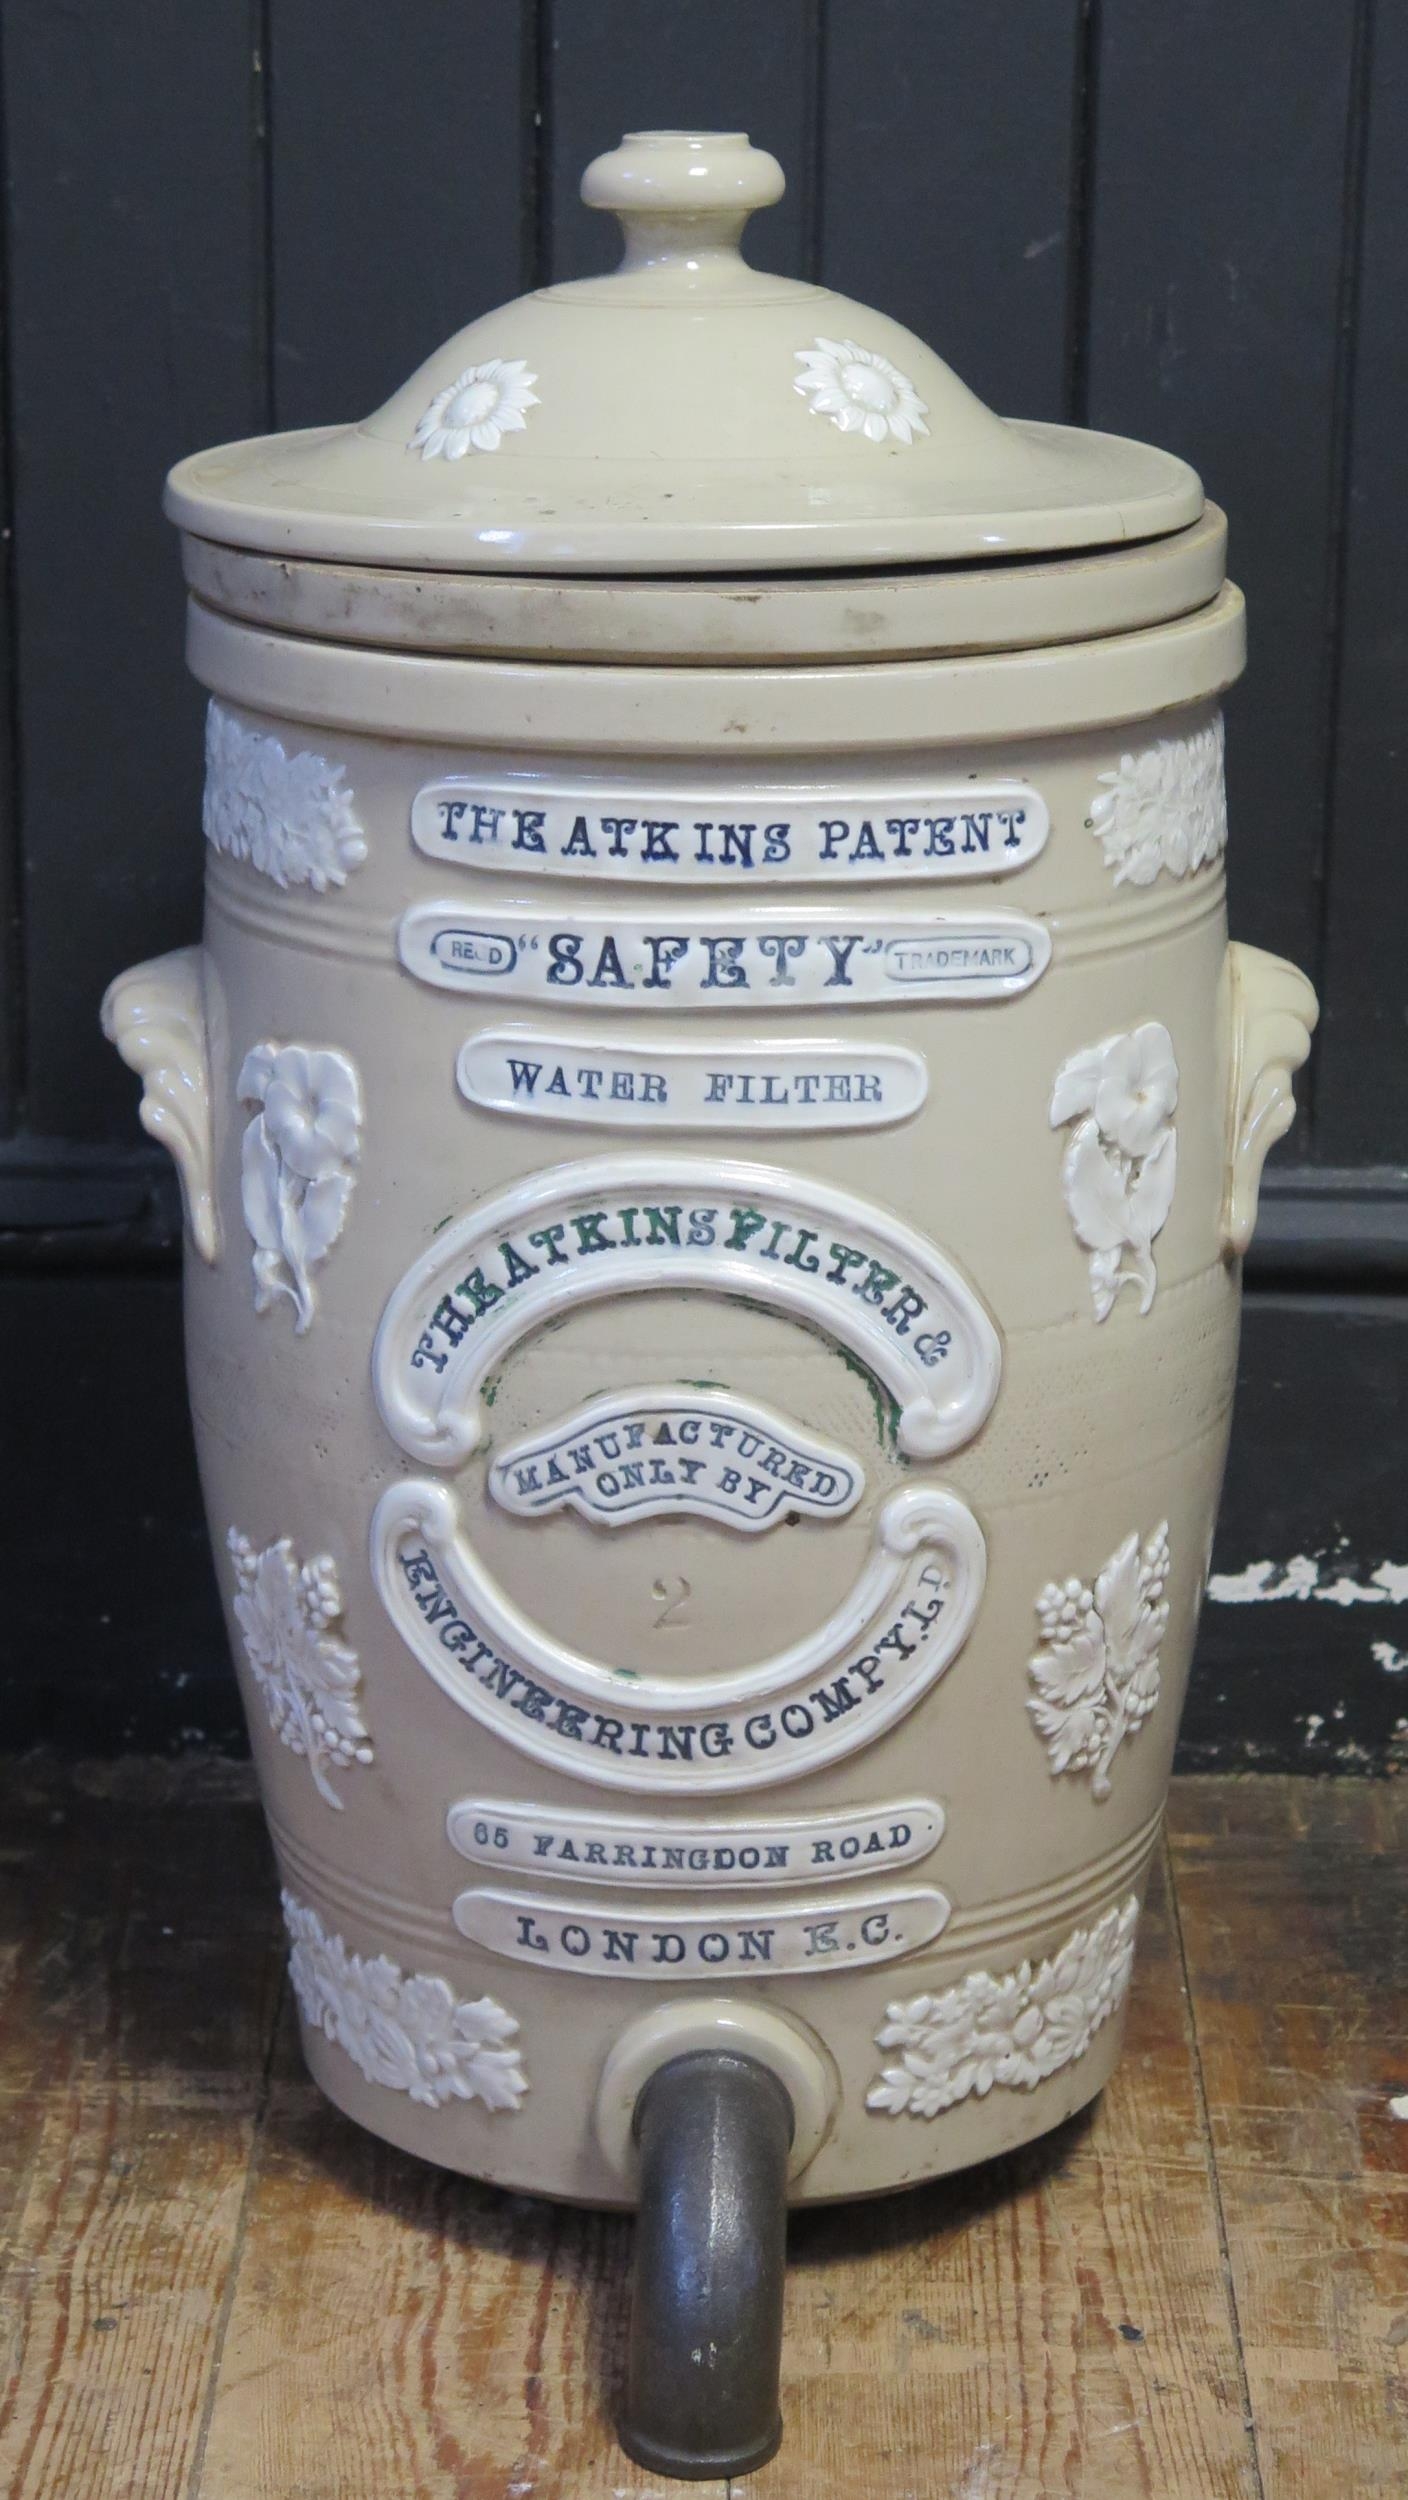 THE ATKINS PATENT
REGD "SAFETY" TRADEMARK
WATER FILTER
THE ATKINS FILTER &
MANUFACTURED
ONLY BY
2
ENGINEERING COMPY. LD
65 FARRINGDON ROAD.
LONDON E.C.